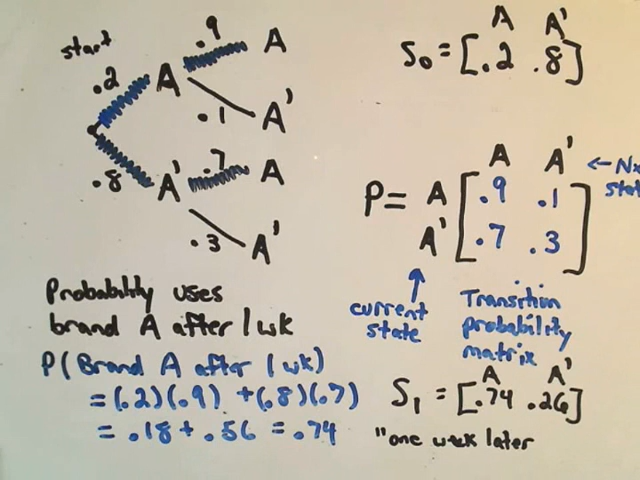 start
.2
.8
A
A'
.9
.1
.7
.3
A
A'
A
A'
Probability uses
brand A after 1 wk
P(Brand A after 1 wk)
= (.2)(.9) + (.8)(.7)
= .18 + .56 = .74
A A'
S₀ = [.2 .8]
A A' ←
P = A [.9 .1]
A' [.7 .3]
current
state
Transition
probability
matrix
A A'
S₁ = [.74 .26]
"one week later